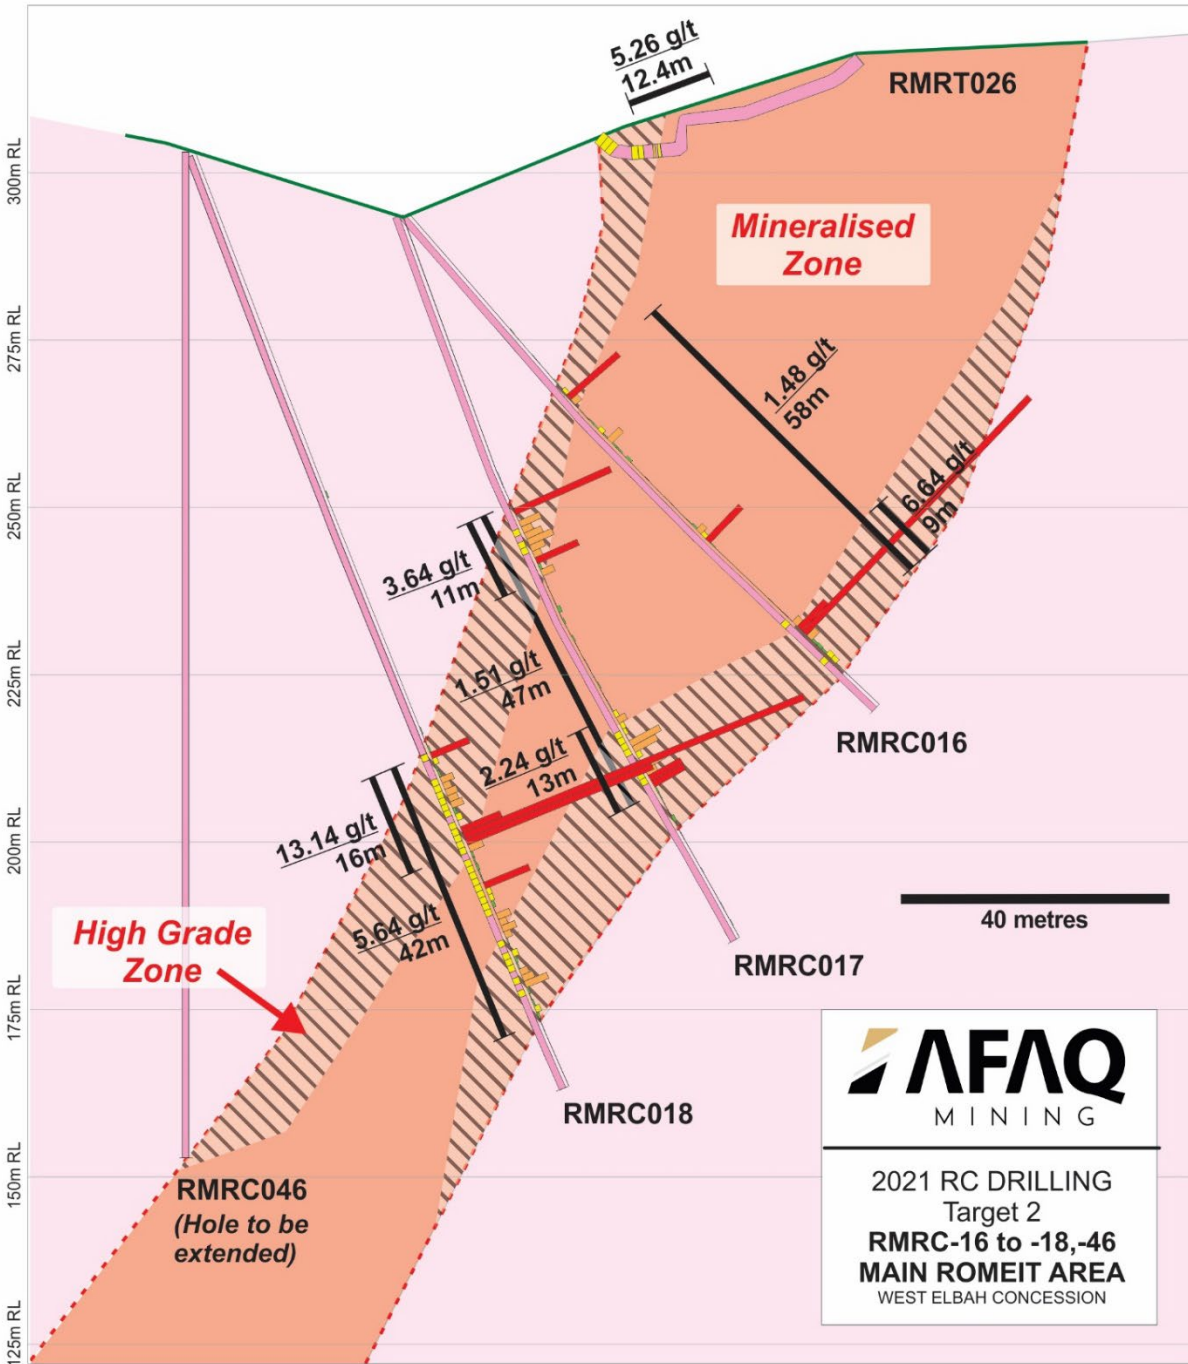 5.26 g/t
12.4m
RMRT026
300m RL
Mineralised
Zone
275m RL
1.48 g/t
58m
250m RL
6.64 g/t
9m
3.64 g/t
11m
225m RL
1.51 g/t
47m
RMRC016
2.24 g/t
13m
200m RL
13.14 g/t
16m
40 metres
High Grade
Zone
5.64 g/t
42m
RMRC017
175m RL
RMRC018
150m RL
RMRC046
(Hole to be
extended)
125m RL
AFAQ
MINING
2021 RC DRILLING
Target 2
RMRC-16 to -18,-46
MAIN ROMEIT AREA
WEST ELBAH CONCESSION